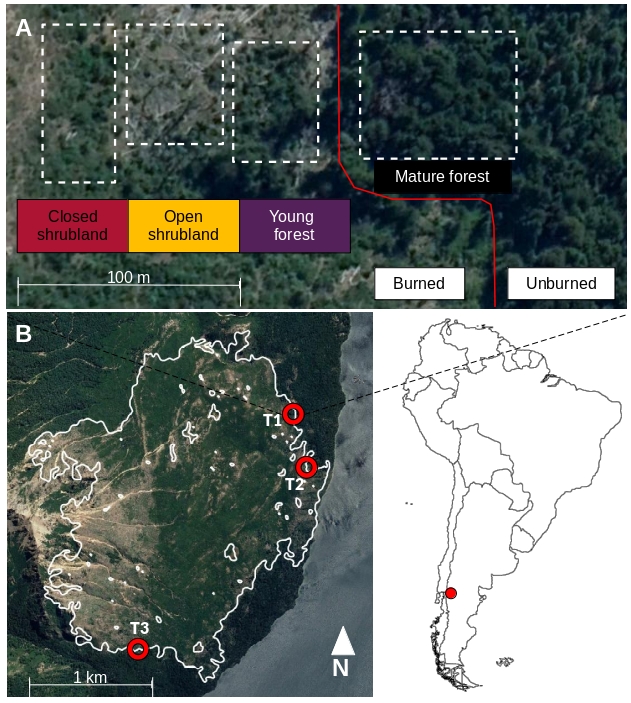 A
Mature forest
Closed
shrubland
Open
shrubland
Young
forest
100 m
Burned
Unburned
B
T1
T2
T3
1 km
N